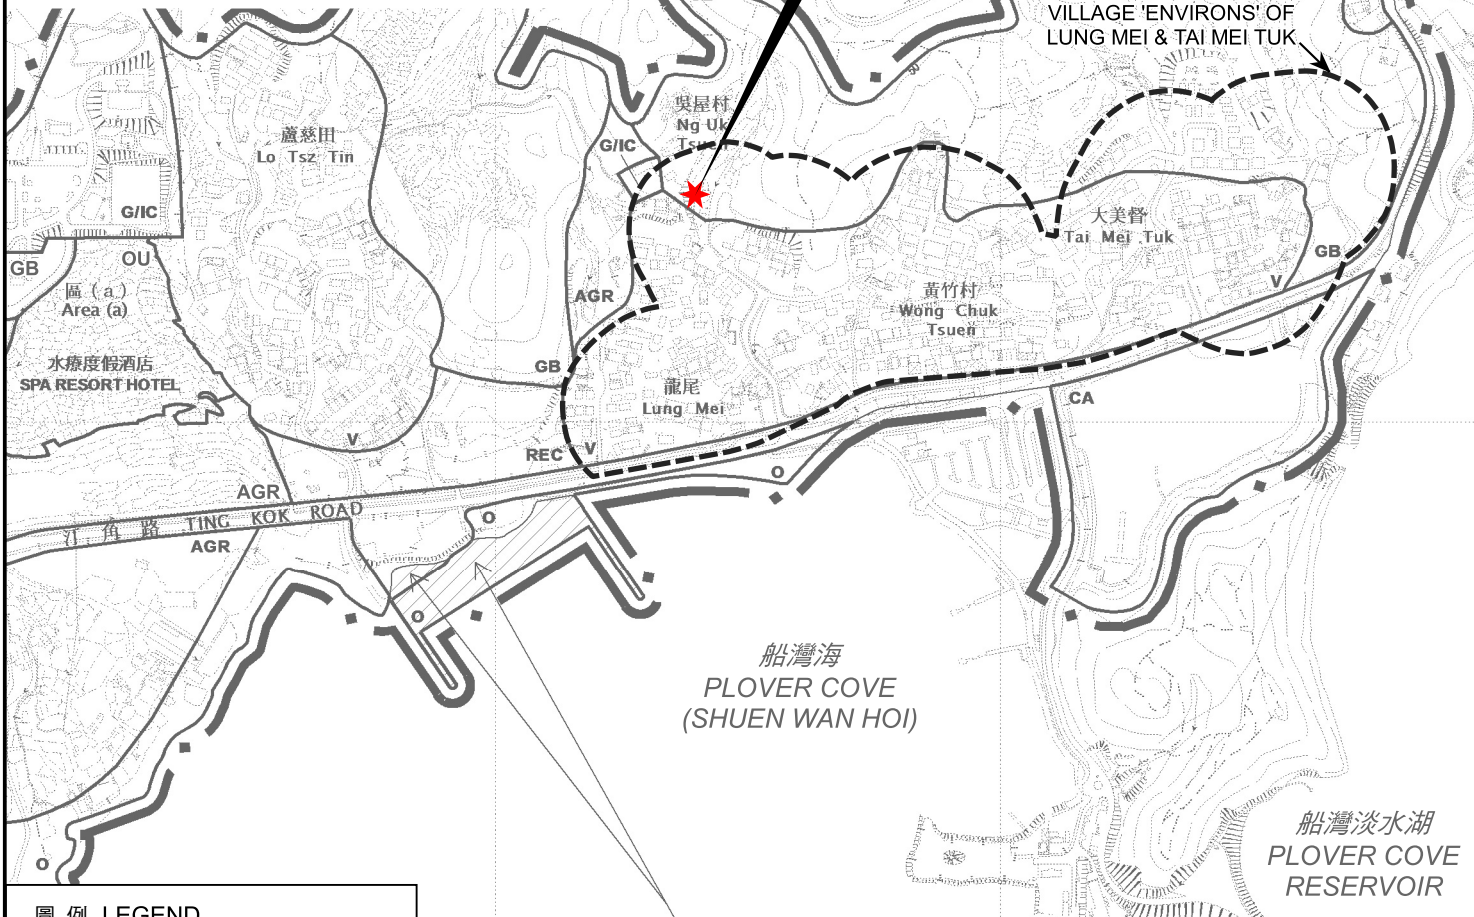 VILLAGE 'ENVIRONS' OF
LUNG MEI & TAI MEI TUK
50
吳屋村
Ng Uk
Tsuen
蘆慈田
Lo Tsz Tin
G/IC
G/IC
大美督
Tai Mei Tuk
GB
OU
GB
區 ( a )
Area (a)
AGR
V
黃竹村
Wong Chuk
Tsuen
水療度假酒店
SPA RESORT HOTEL
GB
龍尾
Lung Mei
CA
V
REC
V
O
AGR
汀 角 路 TING KOK ROAD
O
AGR
O
船灣海
PLOVER COVE
(SHUEN WAN HOI)
船灣淡水湖
PLOVER COVE
RESERVOIR
O
圖 例 LEGEND